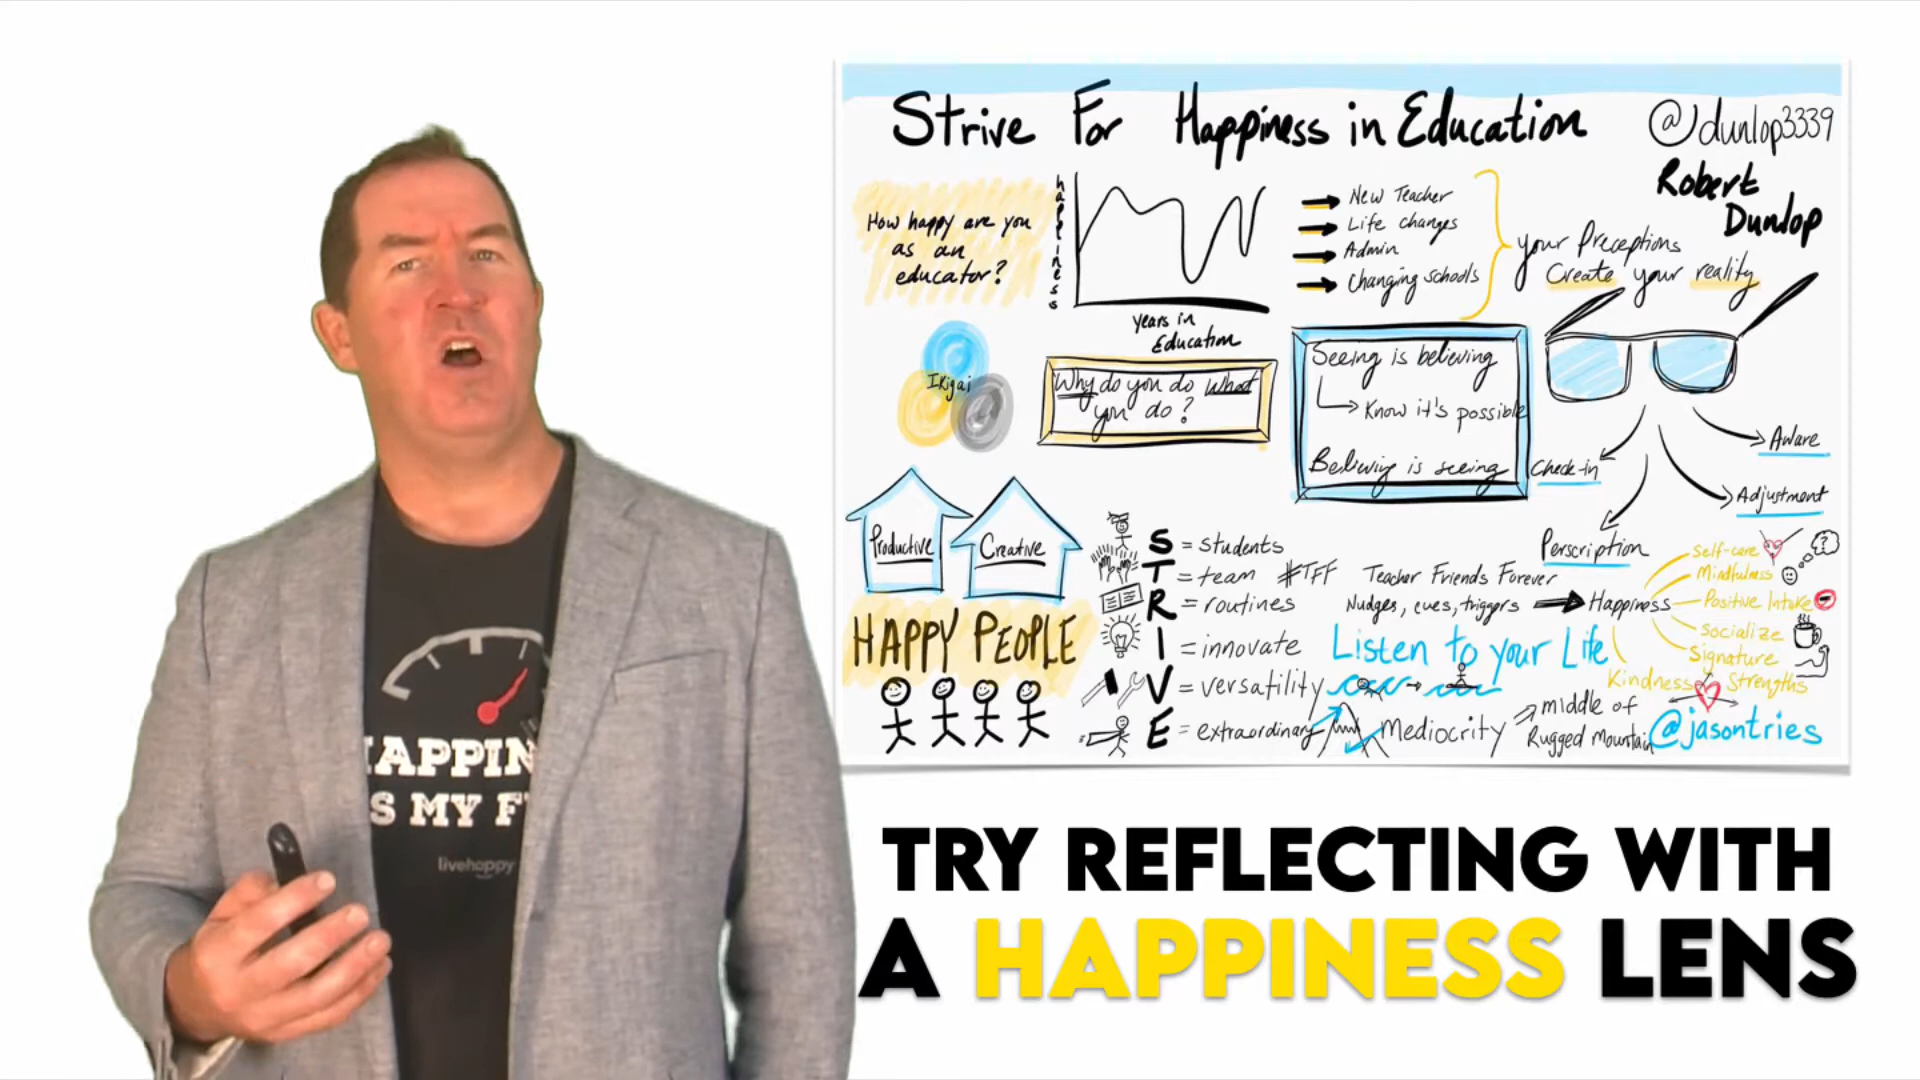 Strive For Happiness in Education
@rdunlop3339
Robert
Dunlop
How happy are you
as an
educator?
happiness
years in
Education
New Teacher
Life changes
Admin
Changing schools
your Preceptions
Create your reality
Ikigai
Why do you do what
you do?
Seeing is believing
Know it's possible
Believing is seeing
Check-in
Aware
Adjustment
Perscription
Productive
Creative
HAPPY PEOPLE
S = students
T = team #TFF Teacher Friends Forever
R = routines Nudges, cues, triggers Happiness
I = innovate Listen to your Life
V = versatility
E = extraordinary Mediocrity
middle of
Rugged Mountain
Self-care
Mindfulness
Positive Intake
Socialize
Signature
Strengths
Kindness
@jasontries
HAPPIN
S MY F
livehappy
TRY REFLECTING WITH
A HAPPINESS LENS